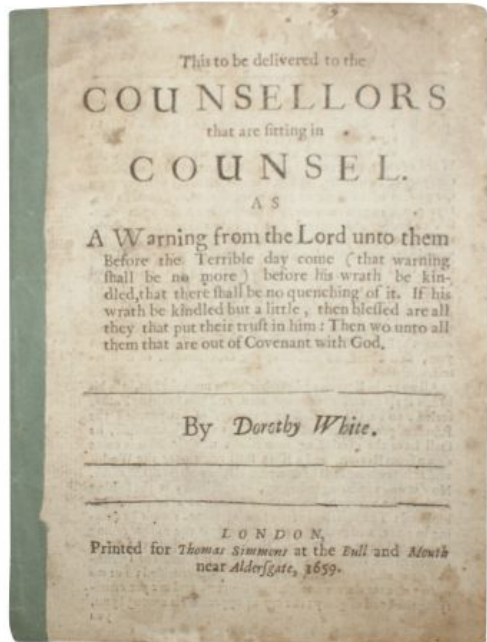 This to be delivered to the
COUNSELLORS
that are ſitting in
COUNSEL.
AS
A Warning from the Lord unto them
Before the Terrible day come (that warning
ſhall be no more) before his wrath be kin-
dled, that there ſhall be no quenching of it. If his
wrath be kindled but a little, then bleſſed are all
they that put their truſt in him: Then wo unto all
them that are out of Covenant with God.
By Dorothy White.
LONDON,
Printed for Thomas Simmons at the Bull and Mouth
near Alderſgate, 1659.